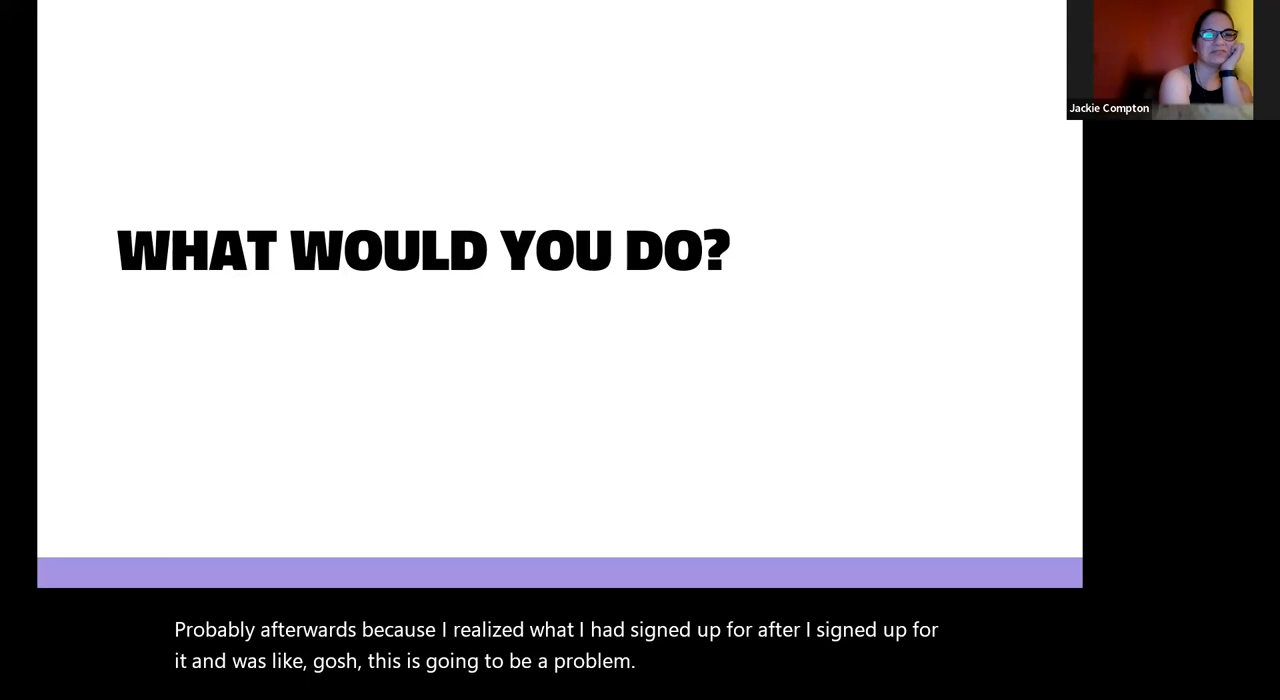 Jackie Compton
WHAT WOULD YOU DO?
Probably afterwards because I realized what I had signed up for after I signed up for
it and was like, gosh, this is going to be a problem.